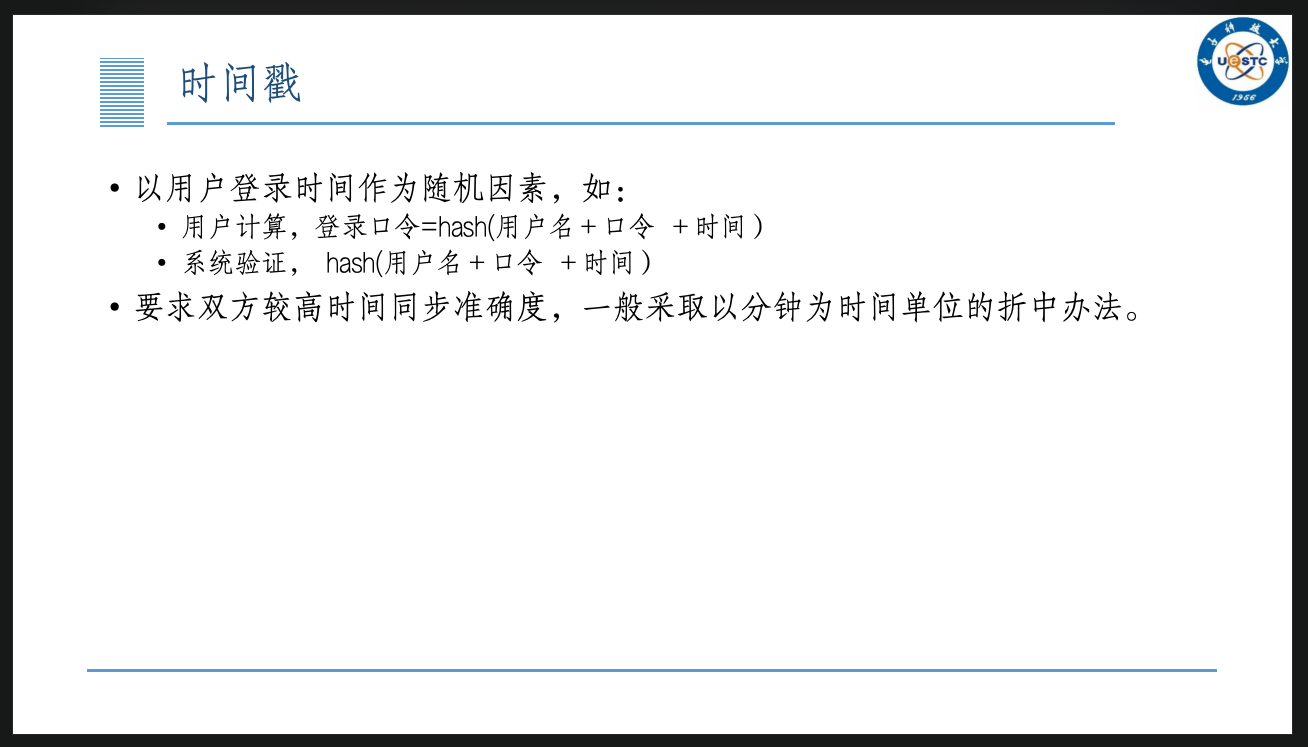 时间戳
UESTC
1956
• 以用户登录时间作为随机因素，如：
• 用户计算，登录口令=hash(用户名＋口令 ＋时间）
• 系统验证， hash(用户名＋口令 ＋时间）
• 要求双方较高时间同步准确度，一般采取以分钟为时间单位的折中办法。